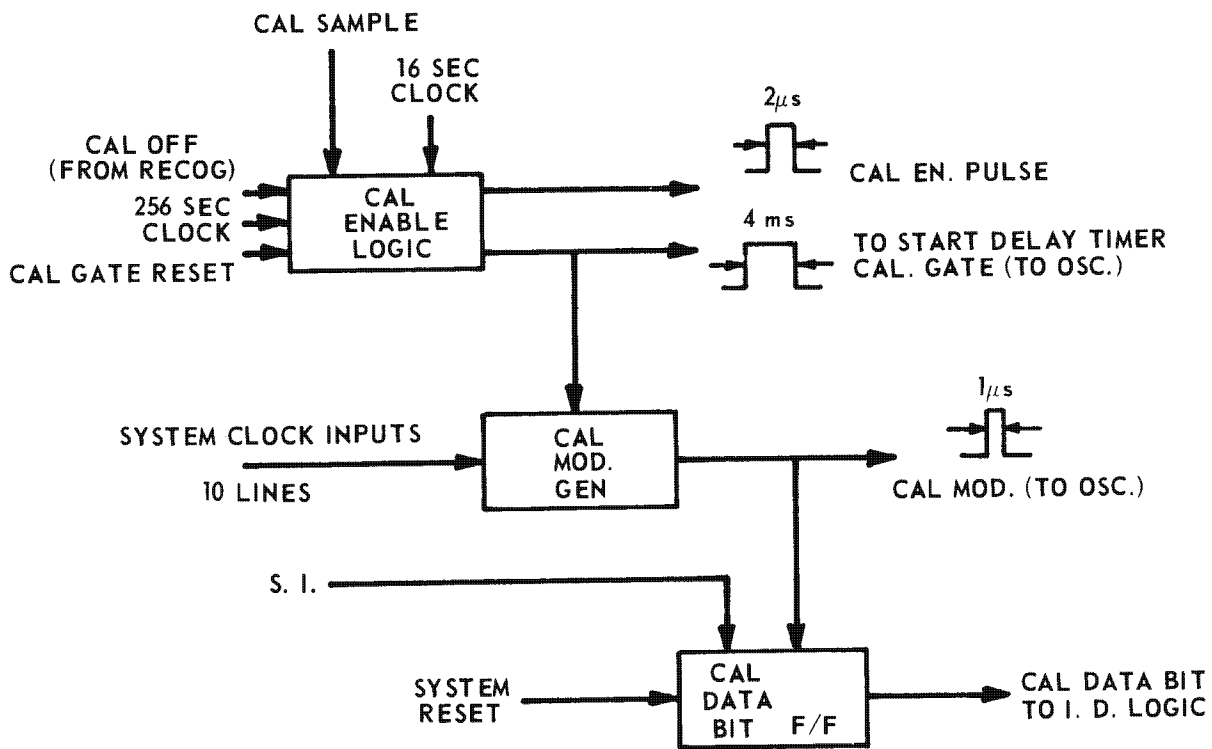 CAL SAMPLE
16 SEC
CLOCK
2μs
CAL OFF
(FROM RECOG)
CAL EN. PULSE
256 SEC
CLOCK
CAL
ENABLE
LOGIC
4 ms
CAL GATE RESET
TO START DELAY TIMER
CAL. GATE (TO OSC.)
1μs
SYSTEM CLOCK INPUTS
10 LINES
CAL
MOD.
GEN
CAL MOD. (TO OSC.)
S. I.
SYSTEM
RESET
CAL
DATA
BIT F/F
CAL DATA BIT
TO I. D. LOGIC